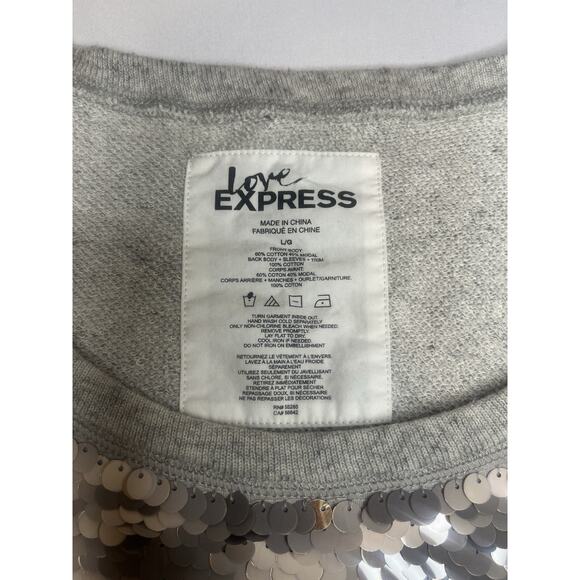 Love
EXPRESS
MADE IN CHINA
FABRIQUÉ EN CHINE
L/G
FRONT BODY:
60% COTTON 40% MODAL
BACK BODY + SLEEVES + TRIM:
100% COTTON
CORPS AVANT:
60% COTON 40% MODAL
CORPS ARRIÈRE + MANCHES + OURLET/GARNITURE:
100% COTON
TURN GARMENT INSIDE OUT.
HAND WASH COLD SEPARATELY
ONLY NON-CHLORINE BLEACH WHEN NEEDED.
REMOVE PROMPTLY.
LAY FLAT TO DRY.
COOL IRON IF NEEDED.
DO NOT IRON ON EMBELLISHMENT
RETOURNEZ LE VÊTEMENT À L'ENVERS.
LAVEZ À LA MAIN À L'EAU FROIDE
SÉPARÉMENT
UTILISEZ SEULEMENT DU JAVELLISANT
SANS CHLORE, SI NÉCESSAIRE.
RETIREZ IMMÉDIATEMENT
ETENDRE À PLAT POUR SÉCHER
REPASSAGE DOUX, SI NÉCESSAIRE.
NE PAS REPASSER LES DÉCORATIONS
RN# 55285
CA# 56642